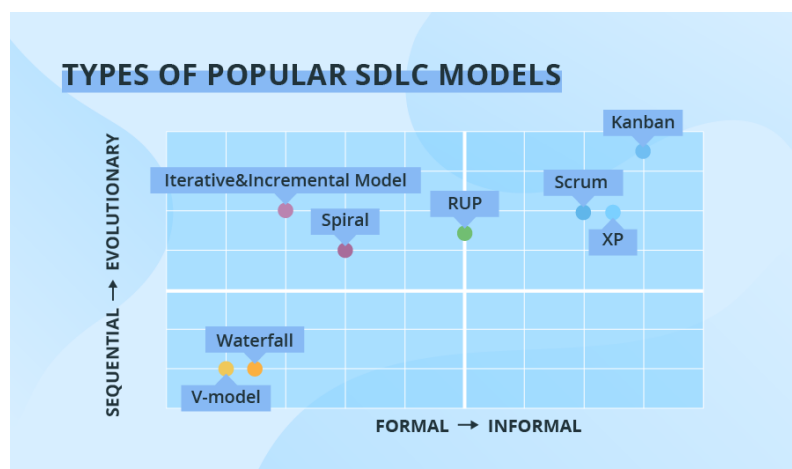 TYPES OF POPULAR SDLC MODELS
Kanban
Iterative&Incremental Model
Scrum
RUP
Spiral
XP
Waterfall
V-model
SEQUENTIAL → EVOLUTIONARY
FORMAL → INFORMAL